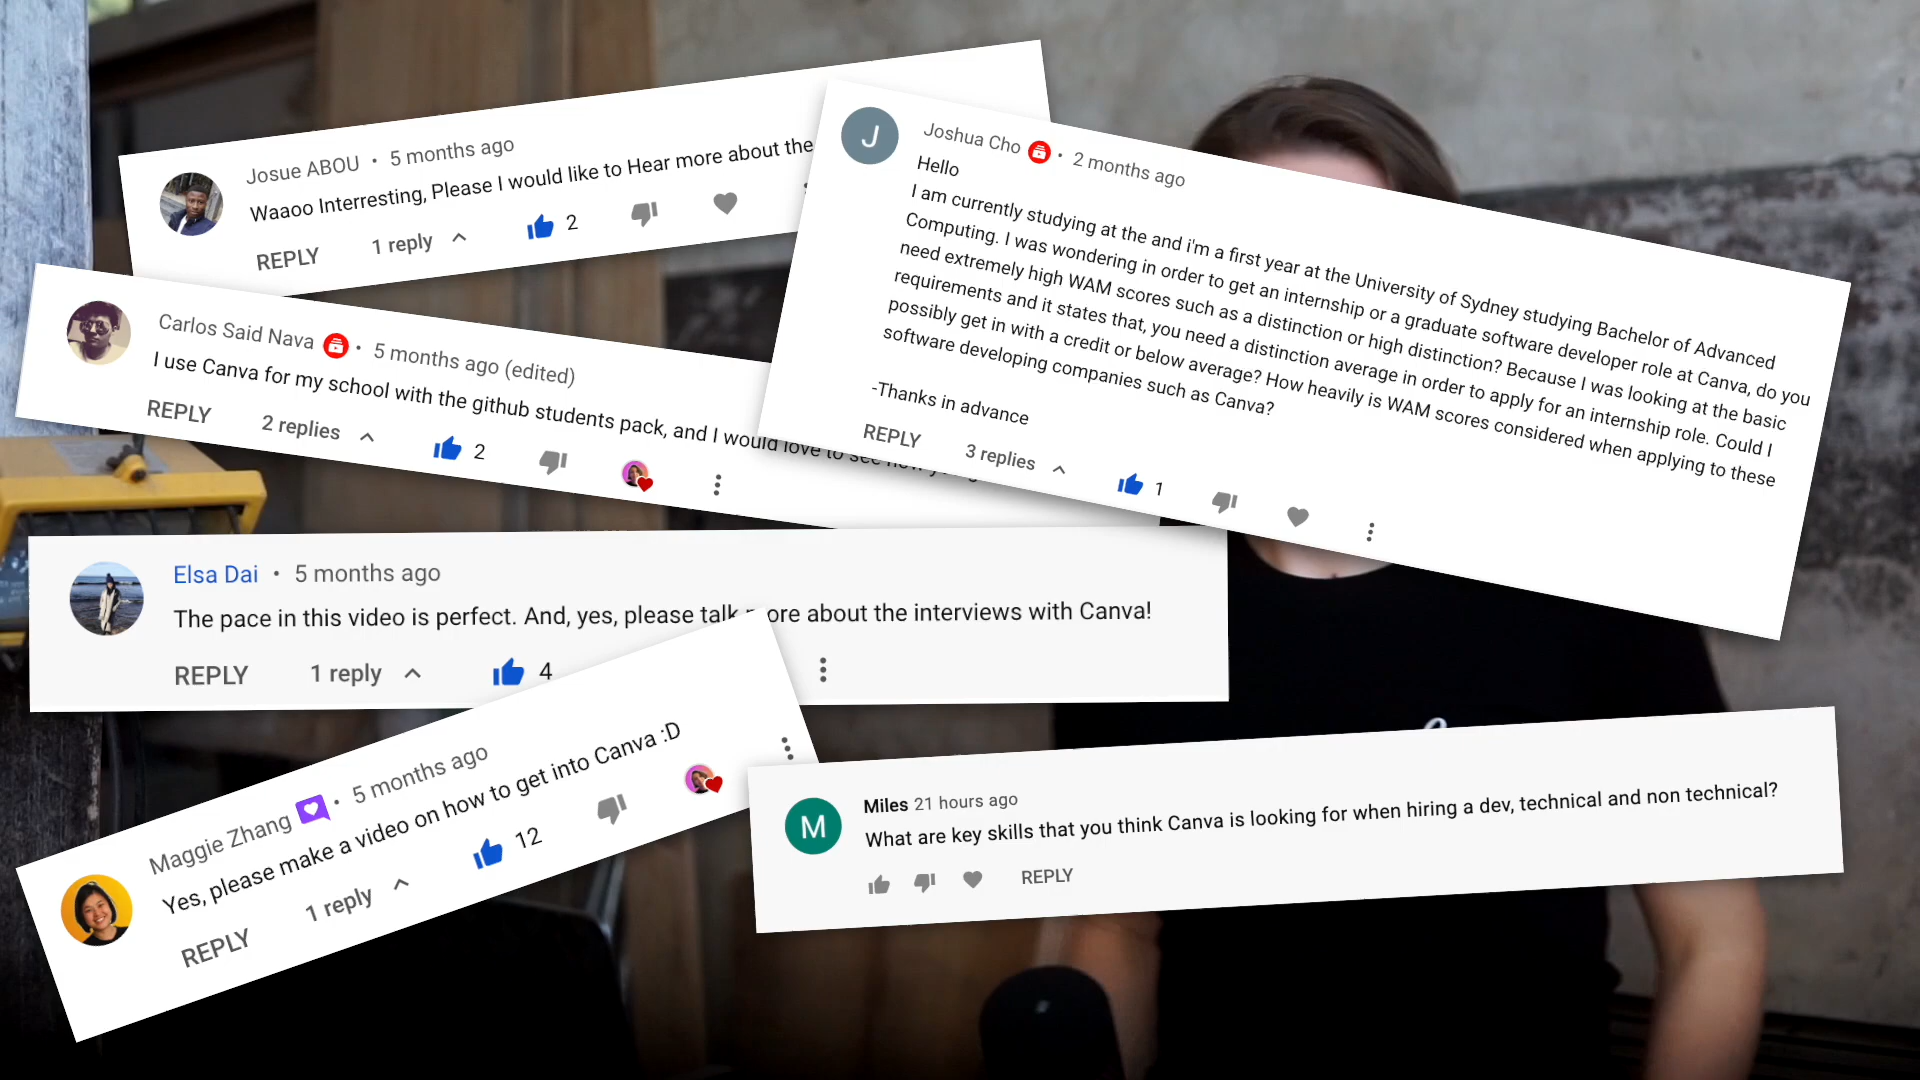 Josue ABOU • 5 months ago
Waaoo Interresting, Please I would like to Hear more about the
REPLY 1 reply 2
J
Joshua Cho • 2 months ago
Hello
I am currently studying at the and i'm a first year at the University of Sydney studying Bachelor of Advanced
Computing. I was wondering in order to get an internship or a graduate software developer role at Canva, do you
need extremely high WAM scores such as a distinction or high distinction? Because I was looking at the basic
requirements and it states that, you need a distinction average in order to apply for an internship role. Could I
possibly get in with a credit or below average? How heavily is WAM scores considered when applying to these
software developing companies such as Canva?
-Thanks in advance
REPLY 3 replies 1
Carlos Said Nava • 5 months ago (edited)
I use Canva for my school with the github students pack, and I would love to see
REPLY 2 replies 2
Elsa Dai • 5 months ago
The pace in this video is perfect. And, yes, please talk more about the interviews with Canva!
REPLY 1 reply 4
Maggie Zhang • 5 months ago
Yes, please make a video on how to get into Canva :D
REPLY 1 reply 12
M
Miles 21 hours ago
What are key skills that you think Canva is looking for when hiring a dev, technical and non technical?
REPLY